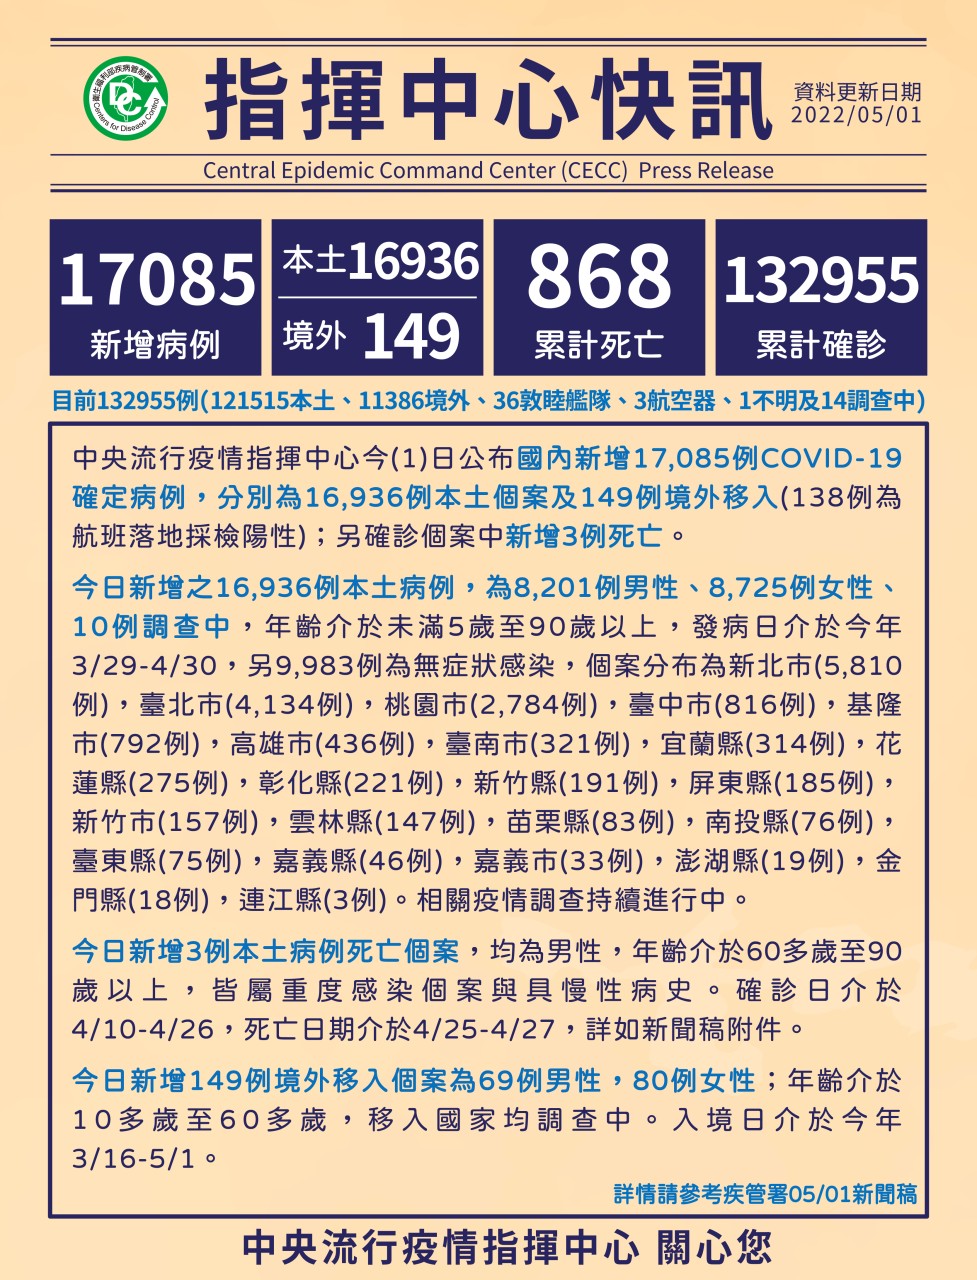 衛生福利部疾病管制署
Centers for Disease Control
指揮中心快訊
資料更新日期
2022/05/01
Central Epidemic Command Center (CECC) Press Release
17085
新增病例
本土16936
境外 149
868
累計死亡
132955
累計確診
目前132955例(121515本土、11386境外、36敦睦艦隊、3航空器、1不明及14調查中)
中央流行疫情指揮中心今(1)日公布國內新增17,085例COVID-19
確定病例，分別為16,936例本土個案及149例境外移入(138例為
航班落地採檢陽性)；另確診個案中新增3例死亡。
今日新增之16,936例本土病例，為8,201例男性、8,725例女性、
10例調查中，年齡介於未滿5歲至90歲以上，發病日介於今年
3/29-4/30，另9,983例為無症狀感染，個案分布為新北市(5,810
例)，臺北市(4,134例)，桃園市(2,784例)，臺中市(816例)，基隆
市(792例)，高雄市(436例)，臺南市(321例)，宜蘭縣(314例)，花
蓮縣(275例)，彰化縣(221例)，新竹縣(191例)，屏東縣(185例)，
新竹市(157例)，雲林縣(147例)，苗栗縣(83例)，南投縣(76例)，
臺東縣(75例)，嘉義縣(46例)，嘉義市(33例)，澎湖縣(19例)，金
門縣(18例)，連江縣(3例)。相關疫情調查持續進行中。
今日新增3例本土病例死亡個案，均為男性，年齡介於60多歲至90
歲以上，皆屬重度感染個案與具慢性病史。確診日介於
4/10-4/26，死亡日期介於4/25-4/27，詳如新聞稿附件。
今日新增149例境外移入個案為69例男性，80例女性；年齡介於
10多歲至60多歲，移入國家均調查中。入境日介於今年
3/16-5/1。
詳情請參考疾管署05/01新聞稿
中央流行疫情指揮中心 關心您